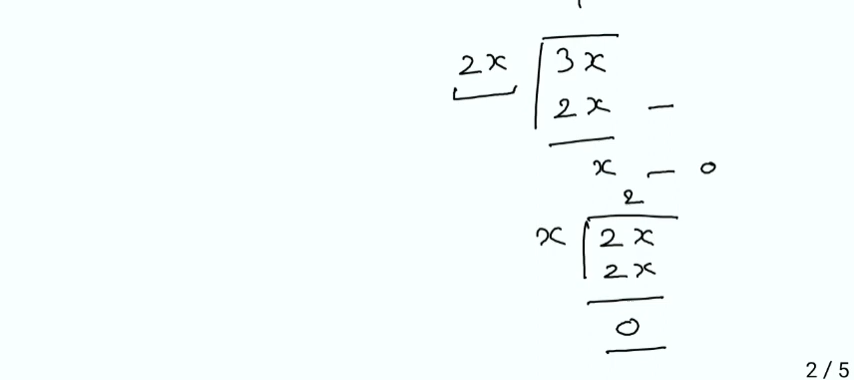 2x 3x
2x —
x — 0
2
x 2x
2x
0
2 / 5